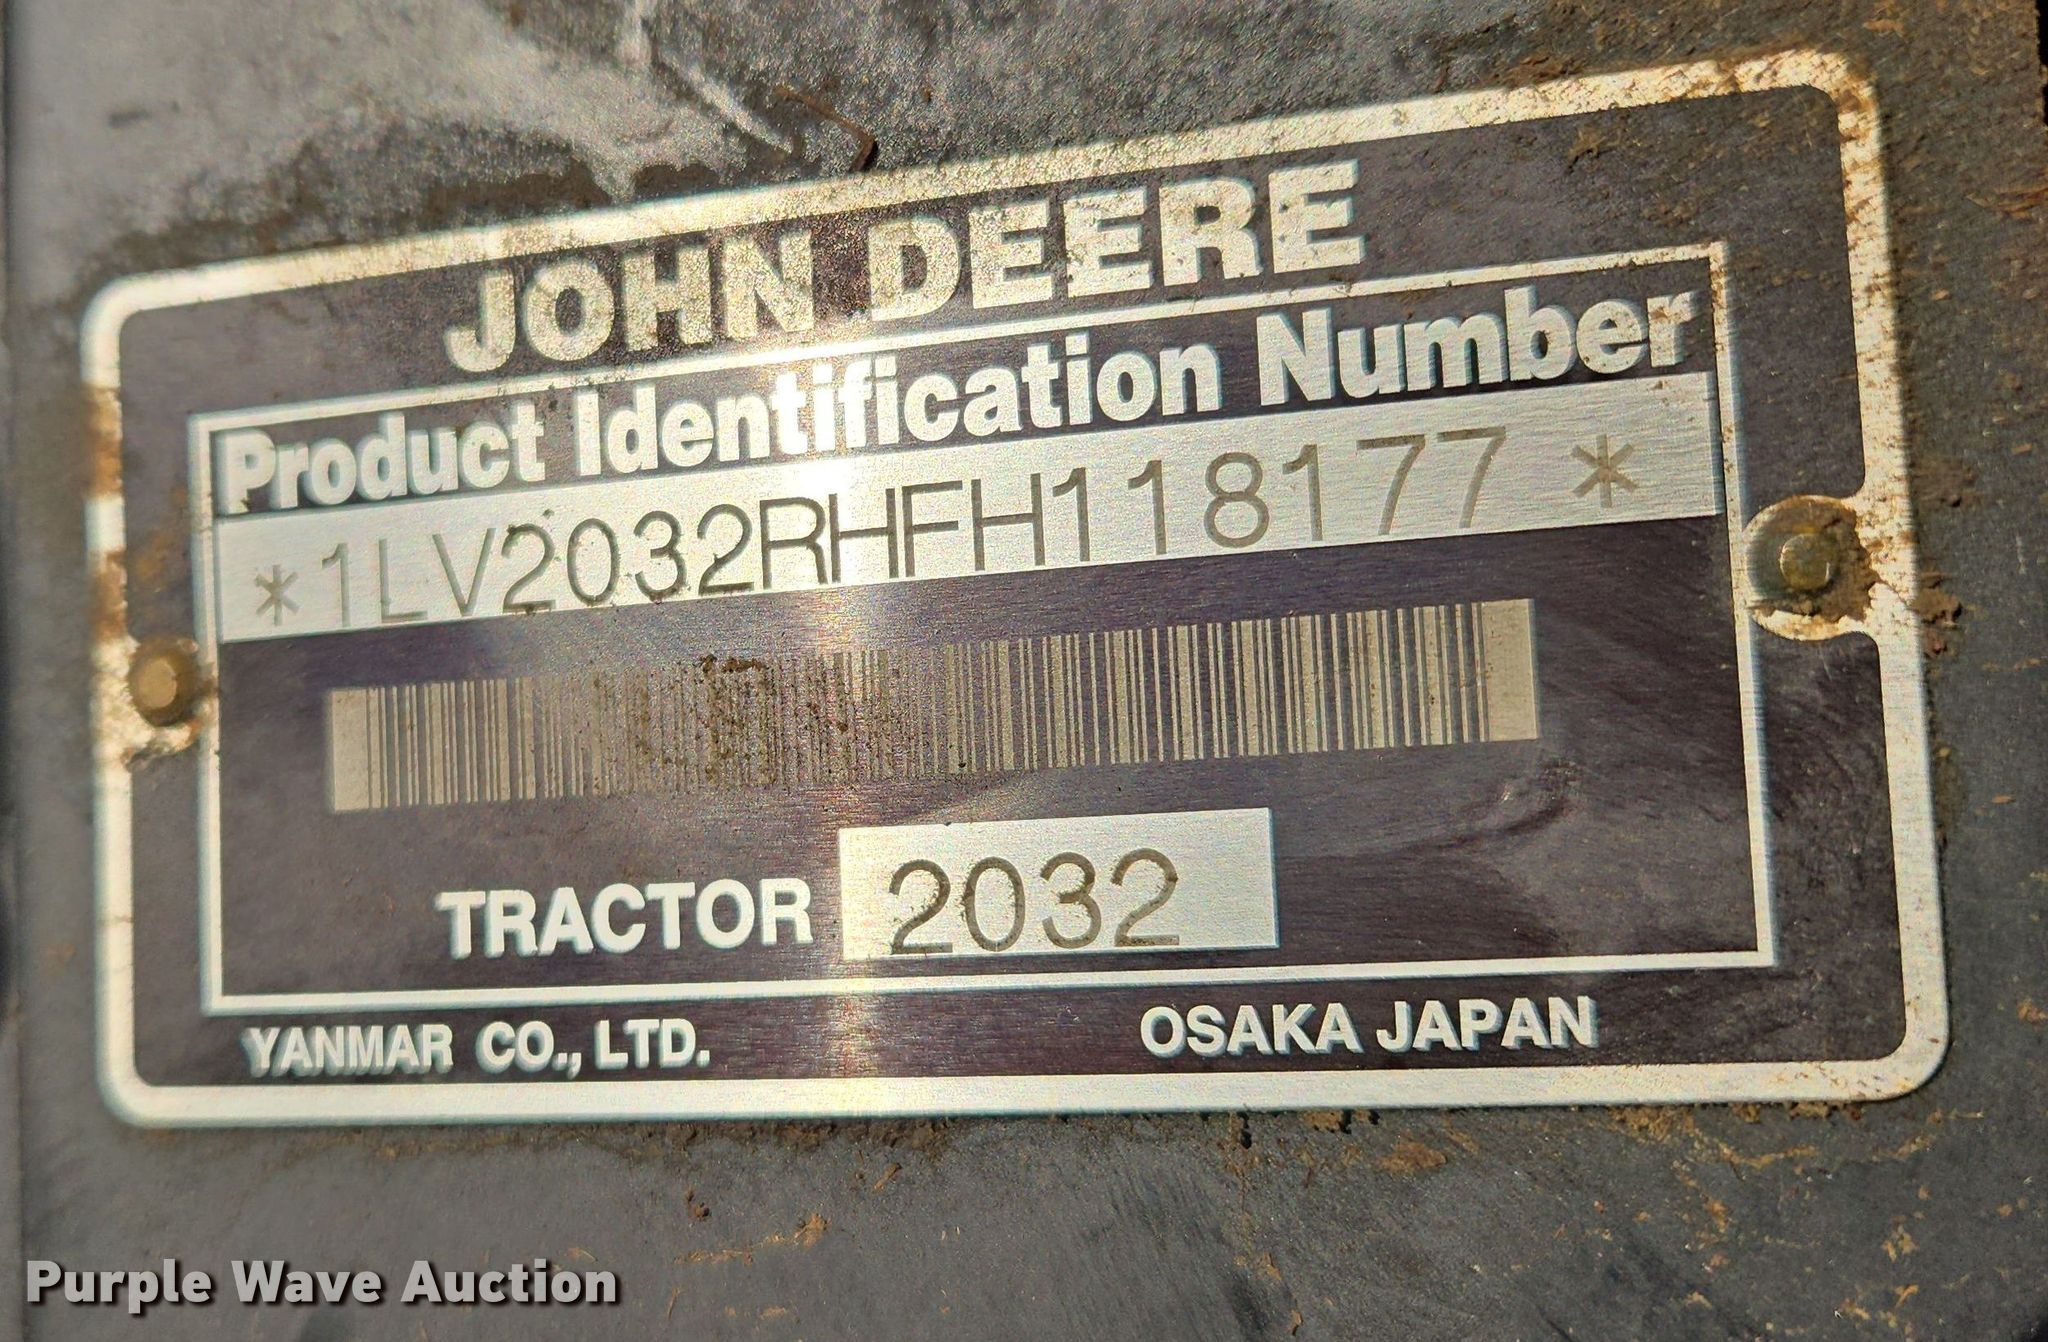 JOHN DEERE
Product Identification Number
*1LV2032RHFH118177*
TRACTOR 2032
YANMAR CO., LTD. OSAKA JAPAN
Purple Wave Auction